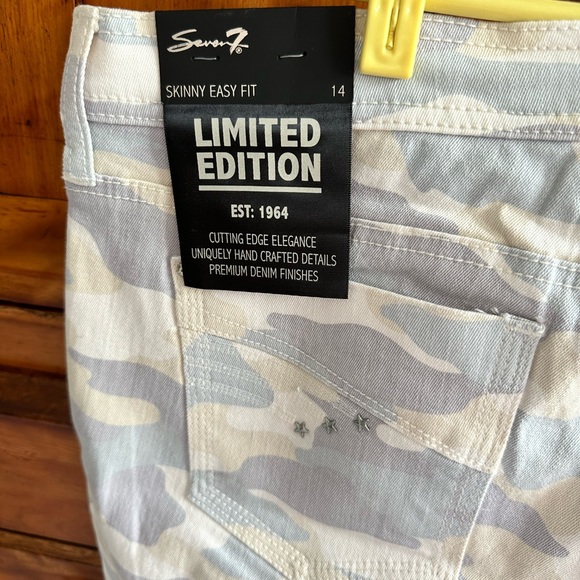 Seven7®
SKINNY EASY FIT 14
LIMITED
EDITION
EST: 1964
CUTTING EDGE ELEGANCE
UNIQUELY HAND CRAFTED DETAILS
PREMIUM DENIM FINISHES